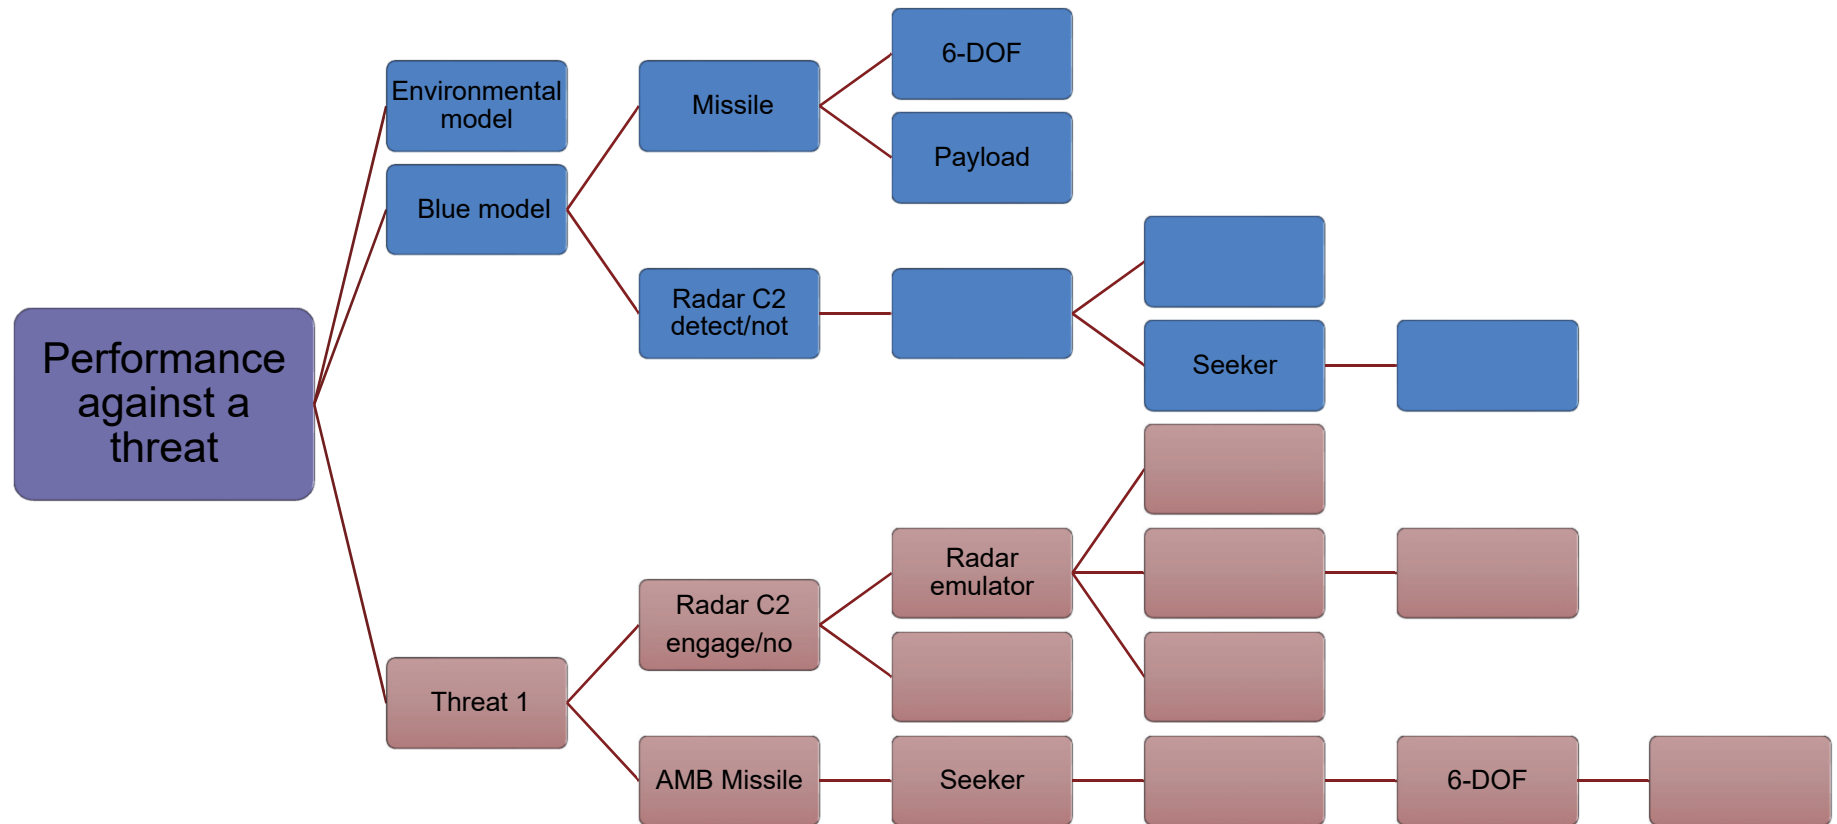 6-DOF
Environmental
model
Missile
Payload
Blue model
Radar C2
detect/not
Seeker
Performance
against a
threat
Radar
emulator
Radar C2
engage/no
Threat 1
AMB Missile
Seeker
6-DOF